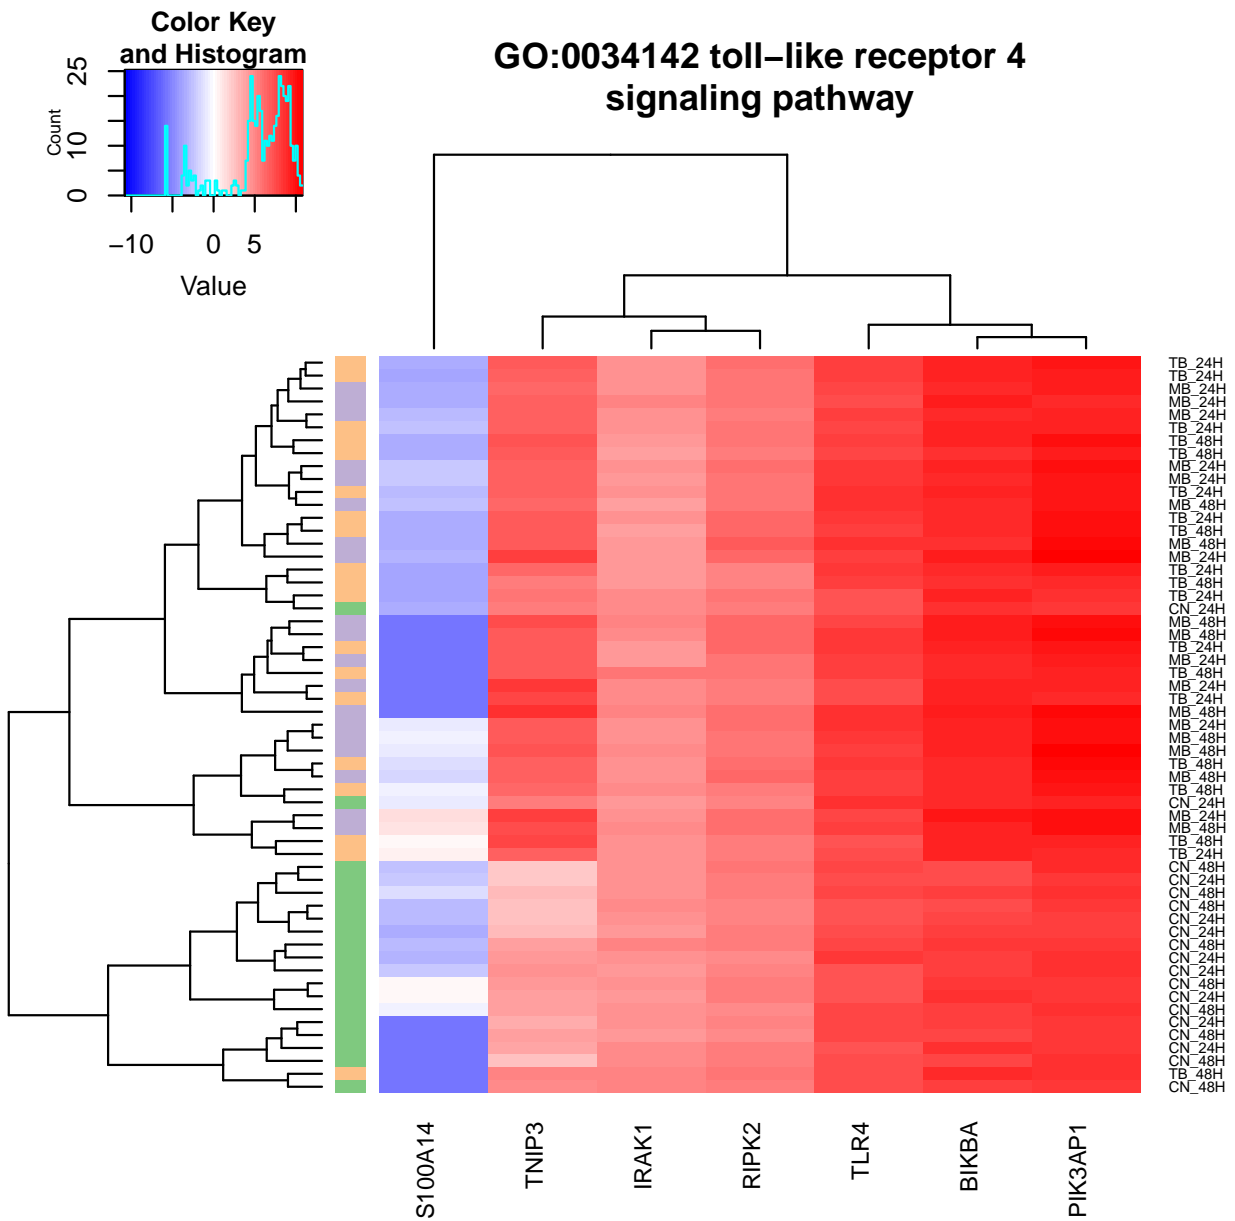 Color Key
and Histogram
Count
0
10
25
−10
0
5
Value
GO:0034142 toll−like receptor 4
signaling pathway
TB_24H
TB_24H
MB_24H
MB_24H
MB_24H
TB_24H
TB_48H
TB_48H
MB_24H
MB_24H
TB_24H
MB_48H
TB_24H
TB_48H
MB_48H
MB_24H
TB_24H
TB_48H
TB_24H
CN_24H
MB_48H
MB_48H
TB_24H
MB_24H
TB_48H
MB_24H
TB_24H
MB_48H
MB_24H
MB_48H
MB_48H
TB_48H
MB_48H
TB_48H
CN_24H
MB_24H
MB_48H
TB_48H
TB_24H
CN_48H
CN_24H
CN_48H
CN_48H
CN_24H
CN_24H
CN_48H
CN_24H
CN_24H
CN_48H
CN_24H
CN_48H
CN_24H
CN_48H
CN_24H
CN_48H
TB_48H
CN_48H
S100A14
TNIP3
IRAK1
RIPK2
TLR4
BIKBA
PIK3AP1